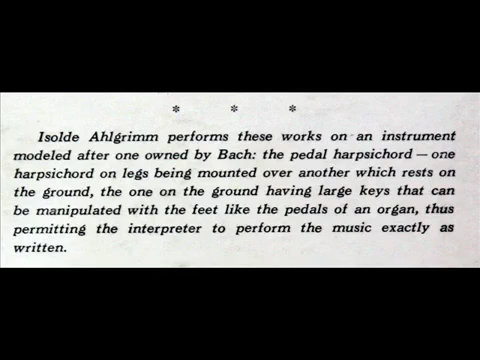 * * *
Isolde Ahlgrimm performs these works on an instrument
modeled after one owned by Bach: the pedal harpsichord — one
harpsichord on legs being mounted over another which rests on
the ground, the one on the ground having large keys that can
be manipulated with the feet like the pedals of an organ, thus
permitting the interpreter to perform the music exactly as
written.